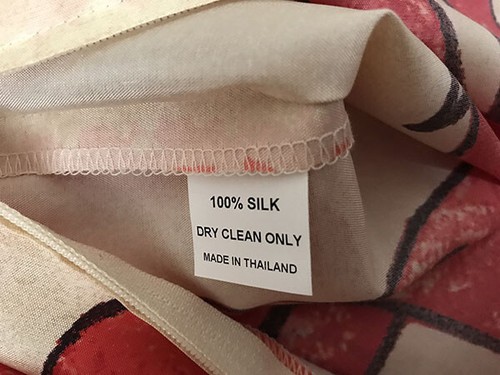 100% SILK
DRY CLEAN ONLY
MADE IN THAILAND